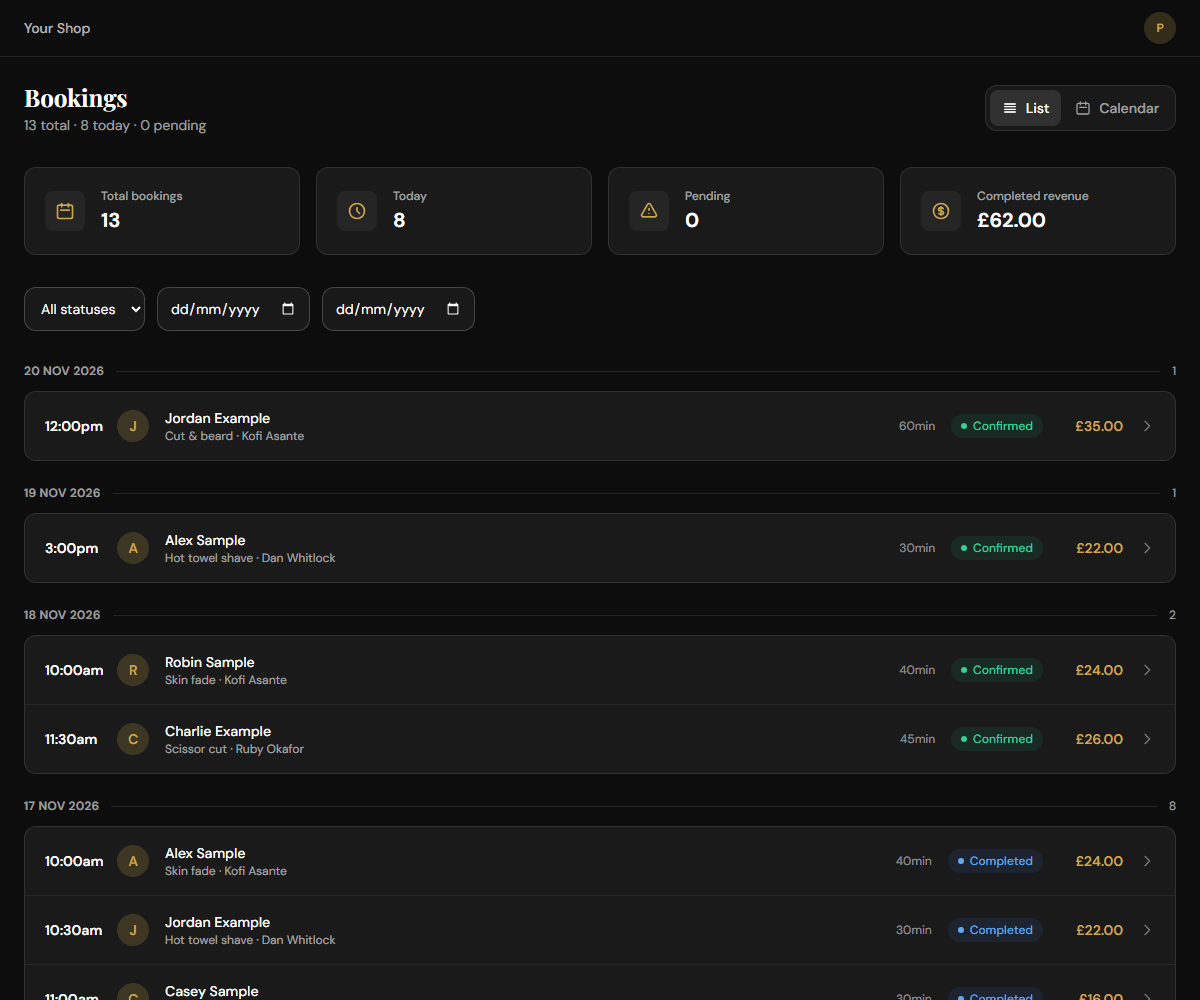 Your Shop
P
Bookings
13 total · 8 today · 0 pending
List
Calendar
Total bookings
13
Today
8
Pending
0
Completed revenue
£62.00
All statuses
dd/mm/yyyy
dd/mm/yyyy
20 NOV 2026
1
12:00pm
J
Jordan Example
Cut & beard · Kofi Asante
60min
Confirmed
£35.00
19 NOV 2026
1
3:00pm
A
Alex Sample
Hot towel shave · Dan Whitlock
30min
Confirmed
£22.00
18 NOV 2026
2
10:00am
R
Robin Sample
Skin fade · Kofi Asante
40min
Confirmed
£24.00
11:30am
C
Charlie Example
Scissor cut · Ruby Okafor
45min
Confirmed
£26.00
17 NOV 2026
8
10:00am
A
Alex Sample
Skin fade · Kofi Asante
40min
Completed
£24.00
10:30am
J
Jordan Example
Hot towel shave · Dan Whitlock
30min
Completed
£22.00
11:00am
C
Casey Sample
30min
Completed
£16.00